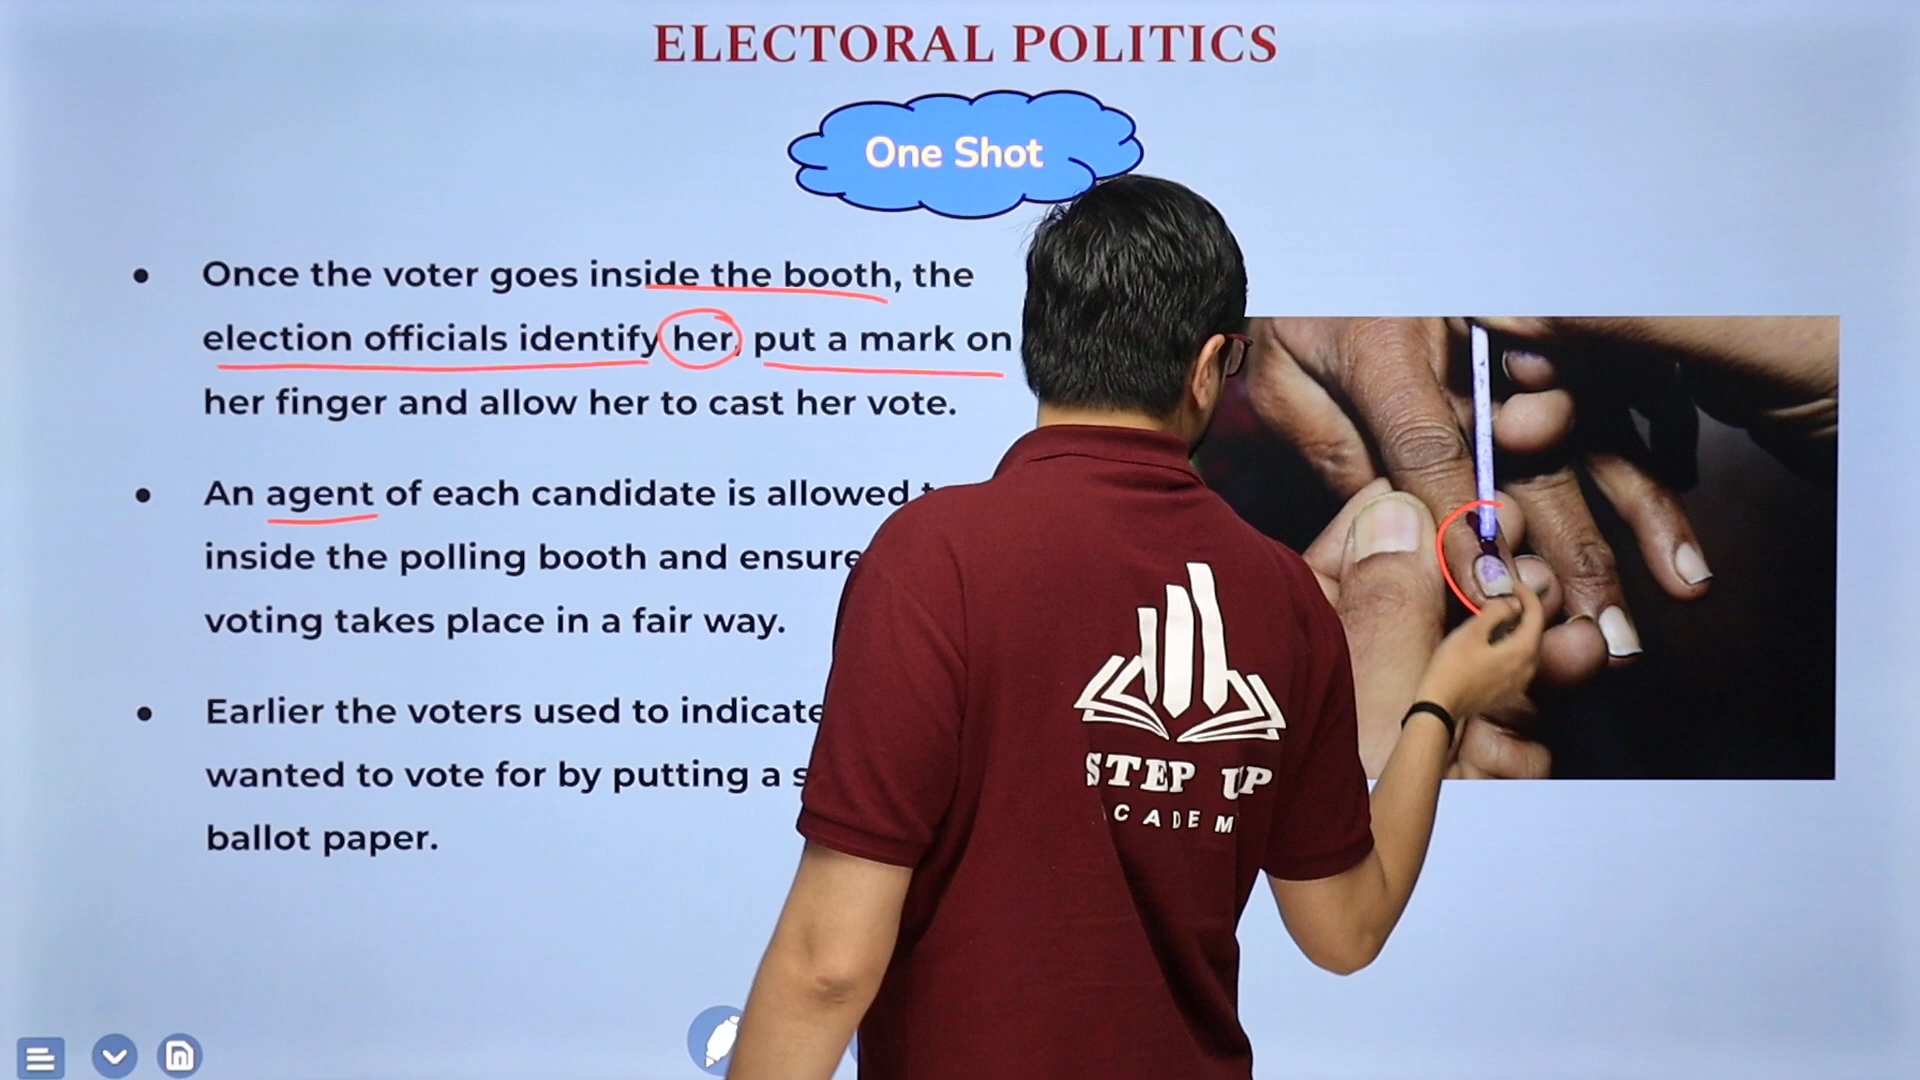 ELECTORAL POLITICS
One Shot
Once the voter goes inside the booth, the
election officials identify her, put a mark on
her finger and allow her to cast her vote.
An agent of each candidate is allowed
inside the polling booth and ensure
voting takes place in a fair way.
Earlier the voters used to indicate
wanted to vote for by putting a
ballot paper.
STEP UP
CADEM